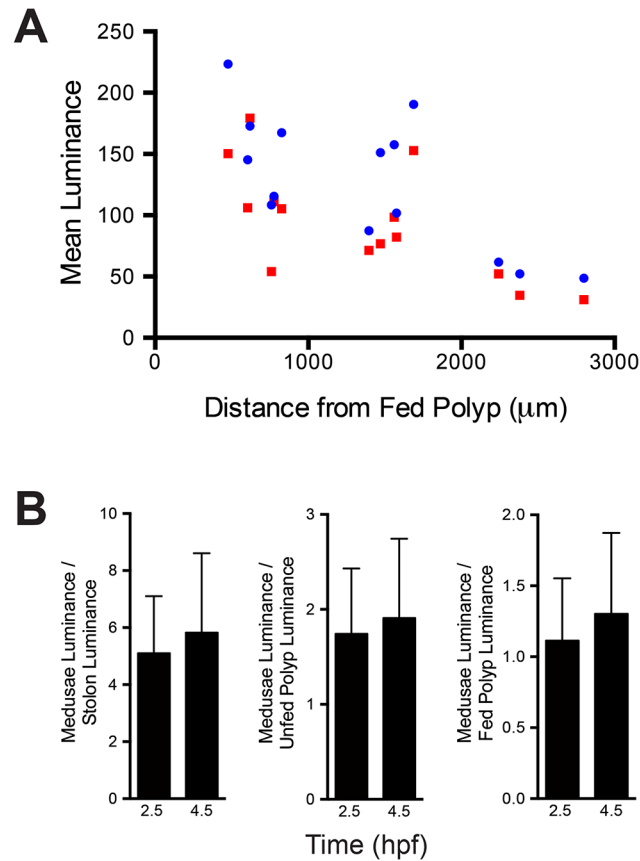 A
250
200
150
100
50
0
Mean Luminance
0 1000 2000 3000
Distance from Fed Polyp (μm)
B
10
8
6
4
2
0
Medusae Luminance /
Stolon Luminance
2.5 4.5
3
2
1
0
Medusae Luminance /
Unfed Polyp Luminance
2.5 4.5
2.0
1.5
1.0
0.5
0.0
Medusae Luminance /
Fed Polyp Luminance
2.5 4.5
Time (hpf)